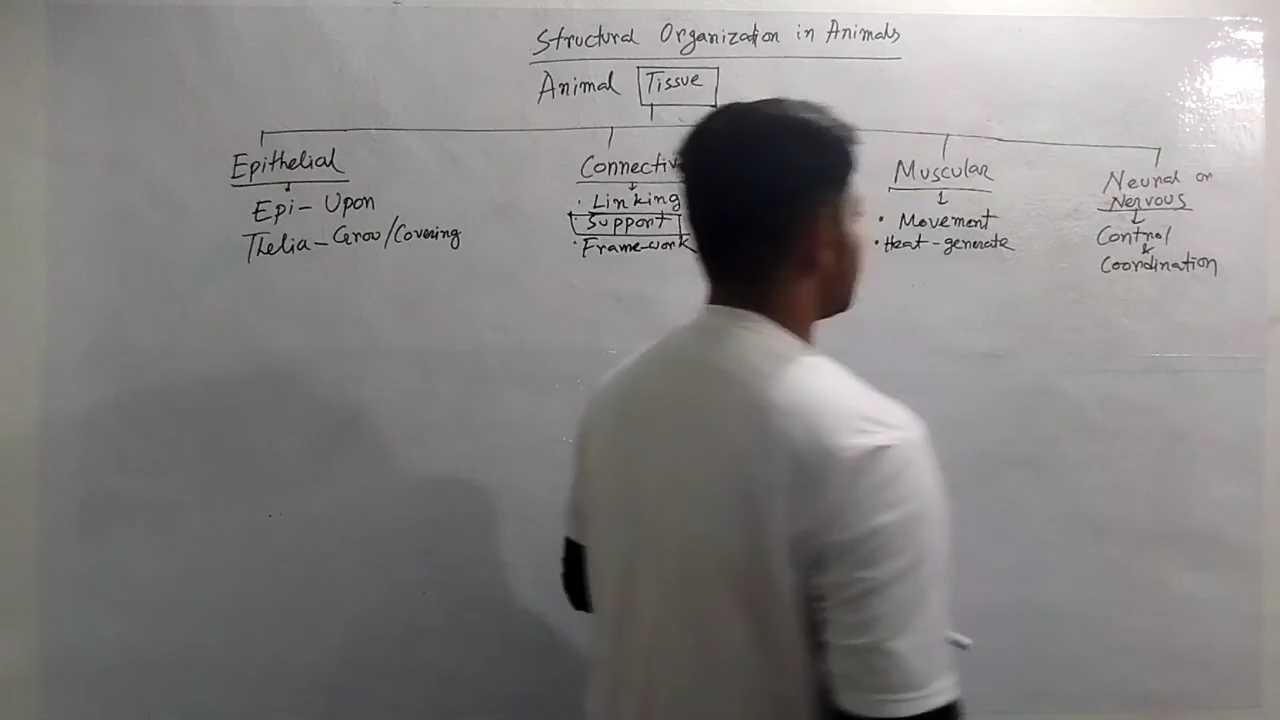 Structural Organization in Animals
Animal Tissue
Epithelial
Epi- Upon
Thelia- Grow/Covering
Connectiv
• Linking
• Support
• Frame-work
Muscular
• Movement
• Heat-generate
Neural or
Nervous
Control
&
Coordination